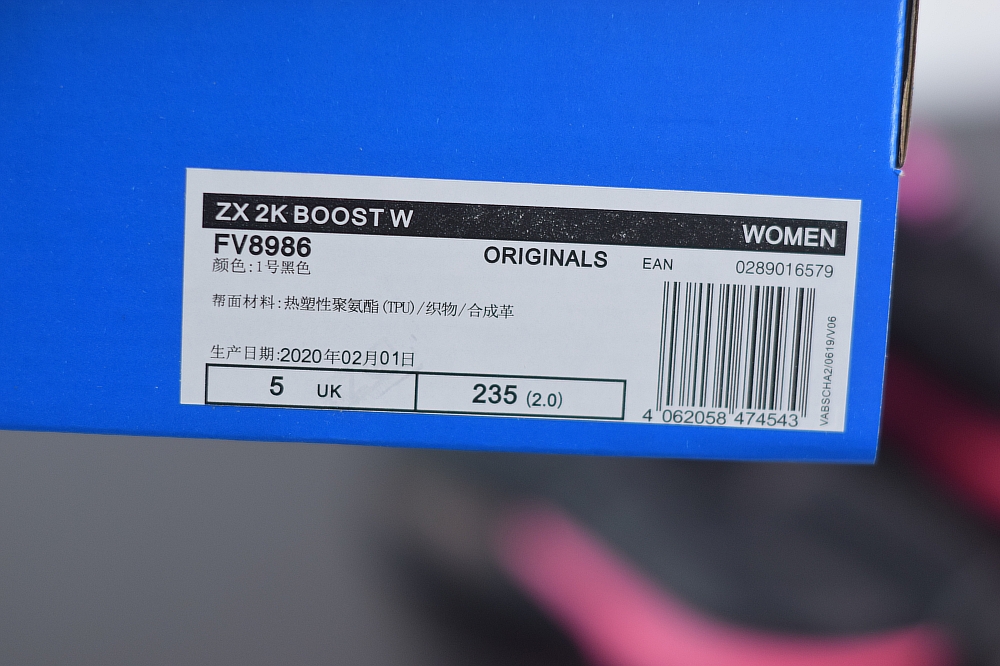 ZX 2K BOOST W
WOMEN
FV8986
ORIGINALS
EAN
0289016579
颜色:1号黑色
帮面材料:热塑性聚氨酯(TPU)/织物/合成革
生产日期:2020年02月01日
5 UK
235 (2.0)
4 062058 474543
VABSCHA2/0619/V06